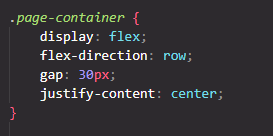 .page-container {
    display: flex;
    flex-direction: row;
    gap: 30px;
    justify-content: center;
}